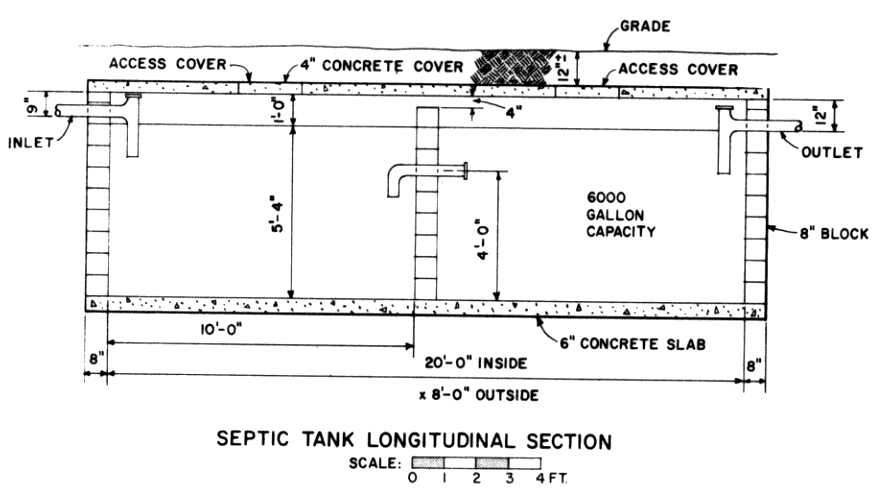 GRADE
ACCESS COVER
4" CONCRETE COVER
12"±
ACCESS COVER
9"
1'-0"
4"
12"
INLET
OUTLET
5'-4"
4'-0"
6000
GALLON
CAPACITY
8" BLOCK
10'-0"
6" CONCRETE SLAB
8"
20'-0" INSIDE
8"
x 8'-0" OUTSIDE
SEPTIC TANK LONGITUDINAL SECTION
SCALE:
0 1 2 3 4 FT.